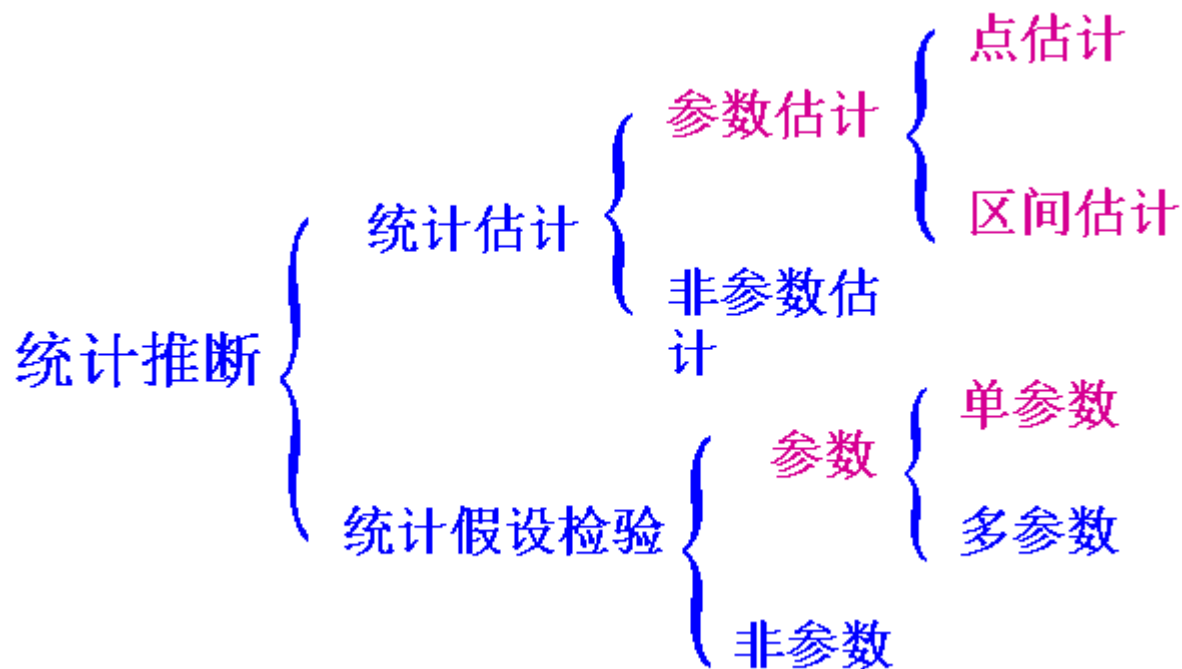 点估计
参数估计
区间估计
统计估计
非参数估
计
统计推断
单参数
参数
多参数
统计假设检验
非参数